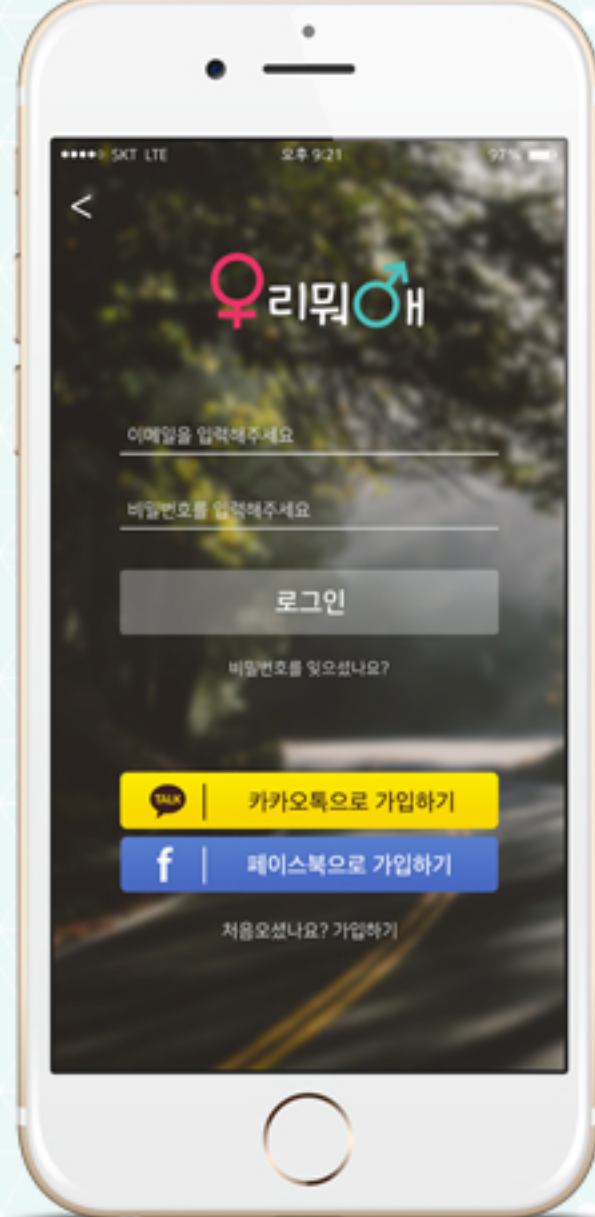 SKT LTE 오후 9:21 97%
<
우리뭐해
이메일을 입력해주세요
비밀번호를 입력해주세요
로그인
비밀번호를 잊으셨나요?
TALK 카카오톡으로 가입하기
f 페이스북으로 가입하기
처음오셨나요? 가입하기